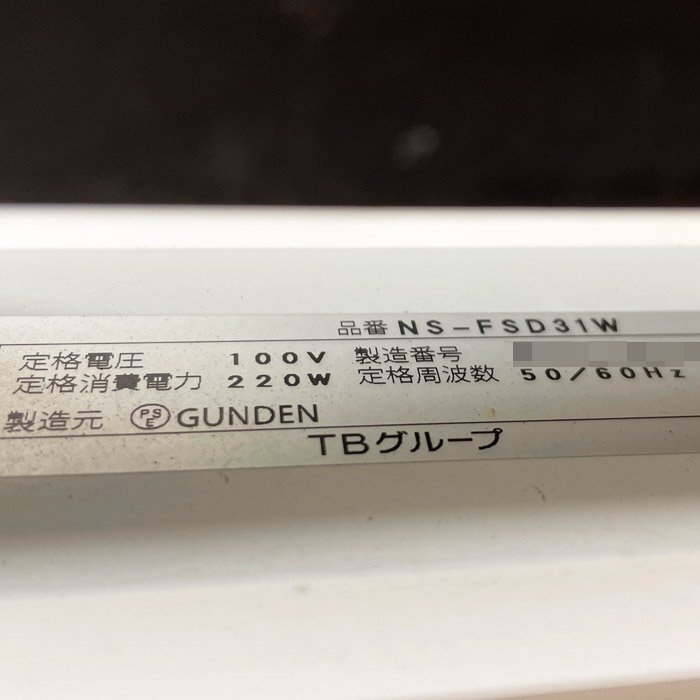 品番 NS-FSD31W
定格電圧 100V 製造番号
定格消費電力 220W 定格周波数 50/60Hz
製造元 PSE GUNDEN
TBグループ